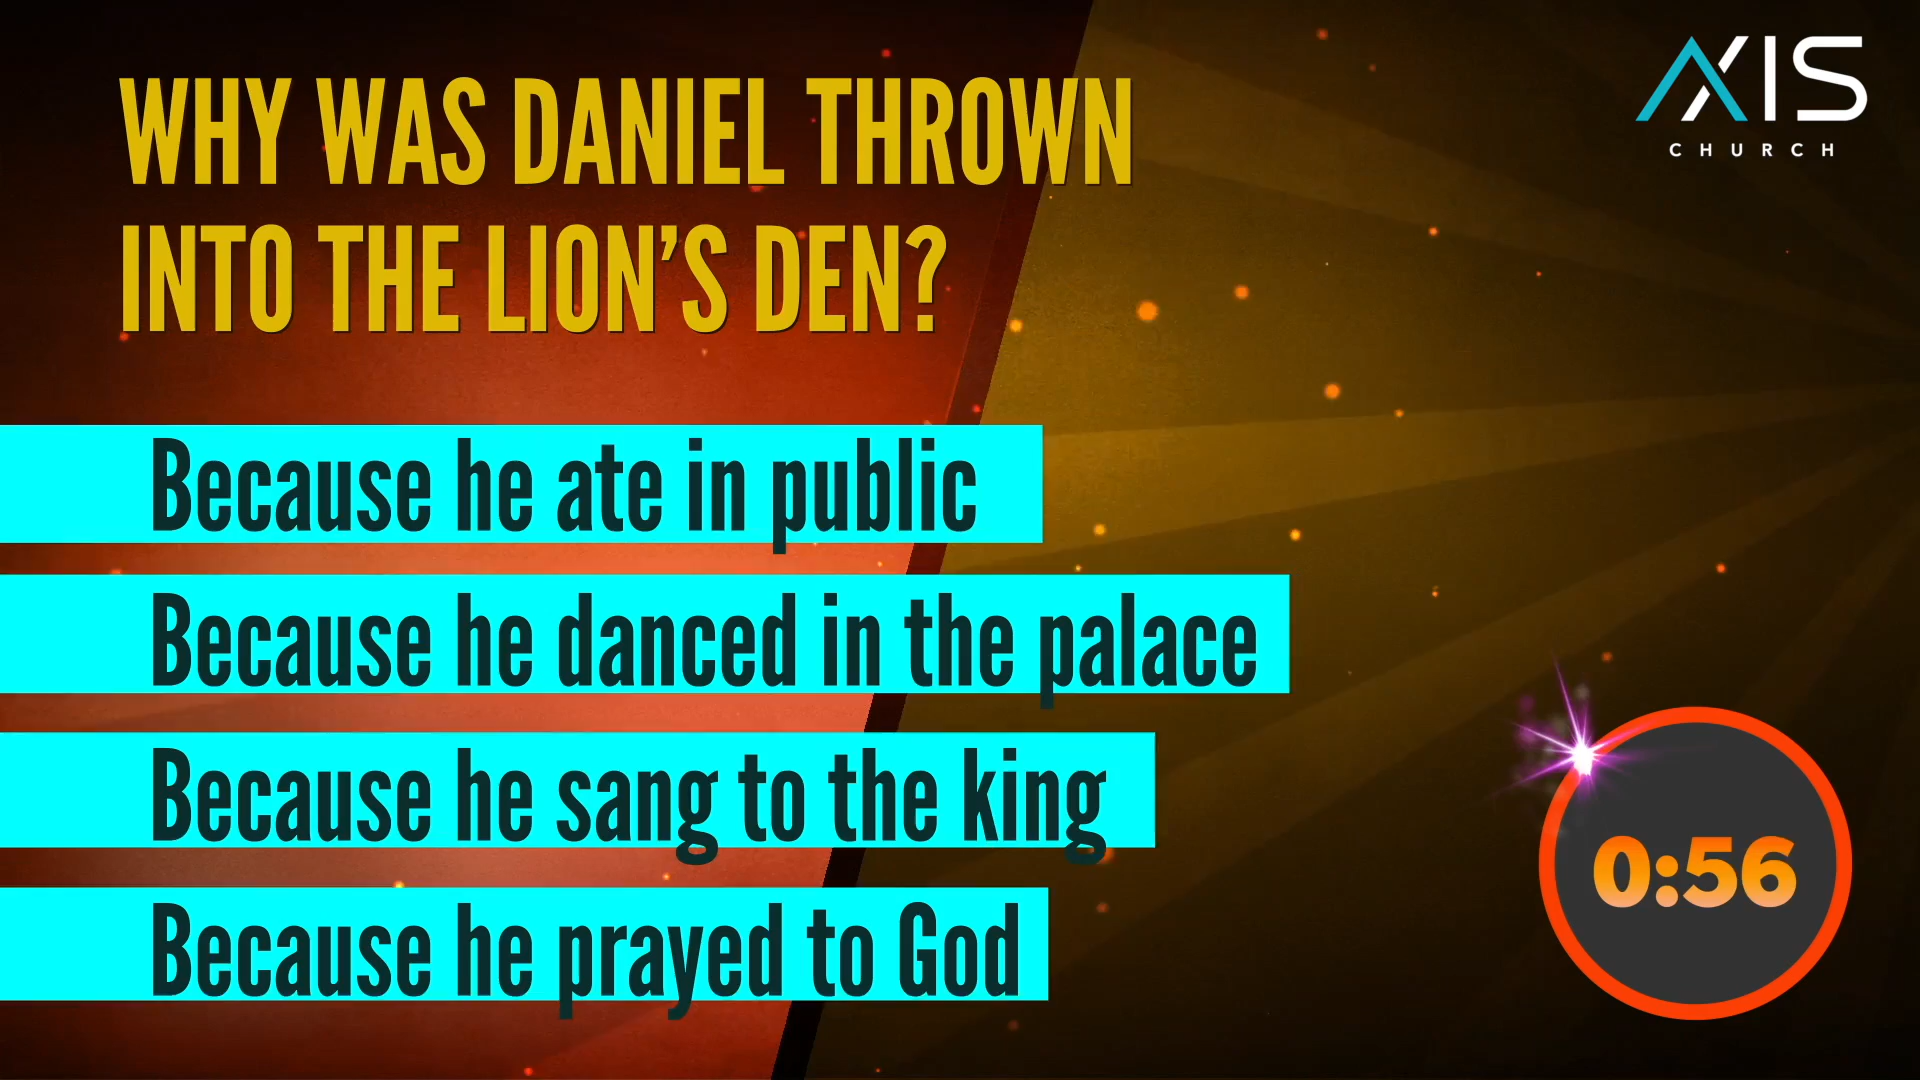 AXIS
CHURCH
WHY WAS DANIEL THROWN
INTO THE LION'S DEN?
Because he ate in public
Because he danced in the palace
Because he sang to the king
Because he prayed to God
0:56